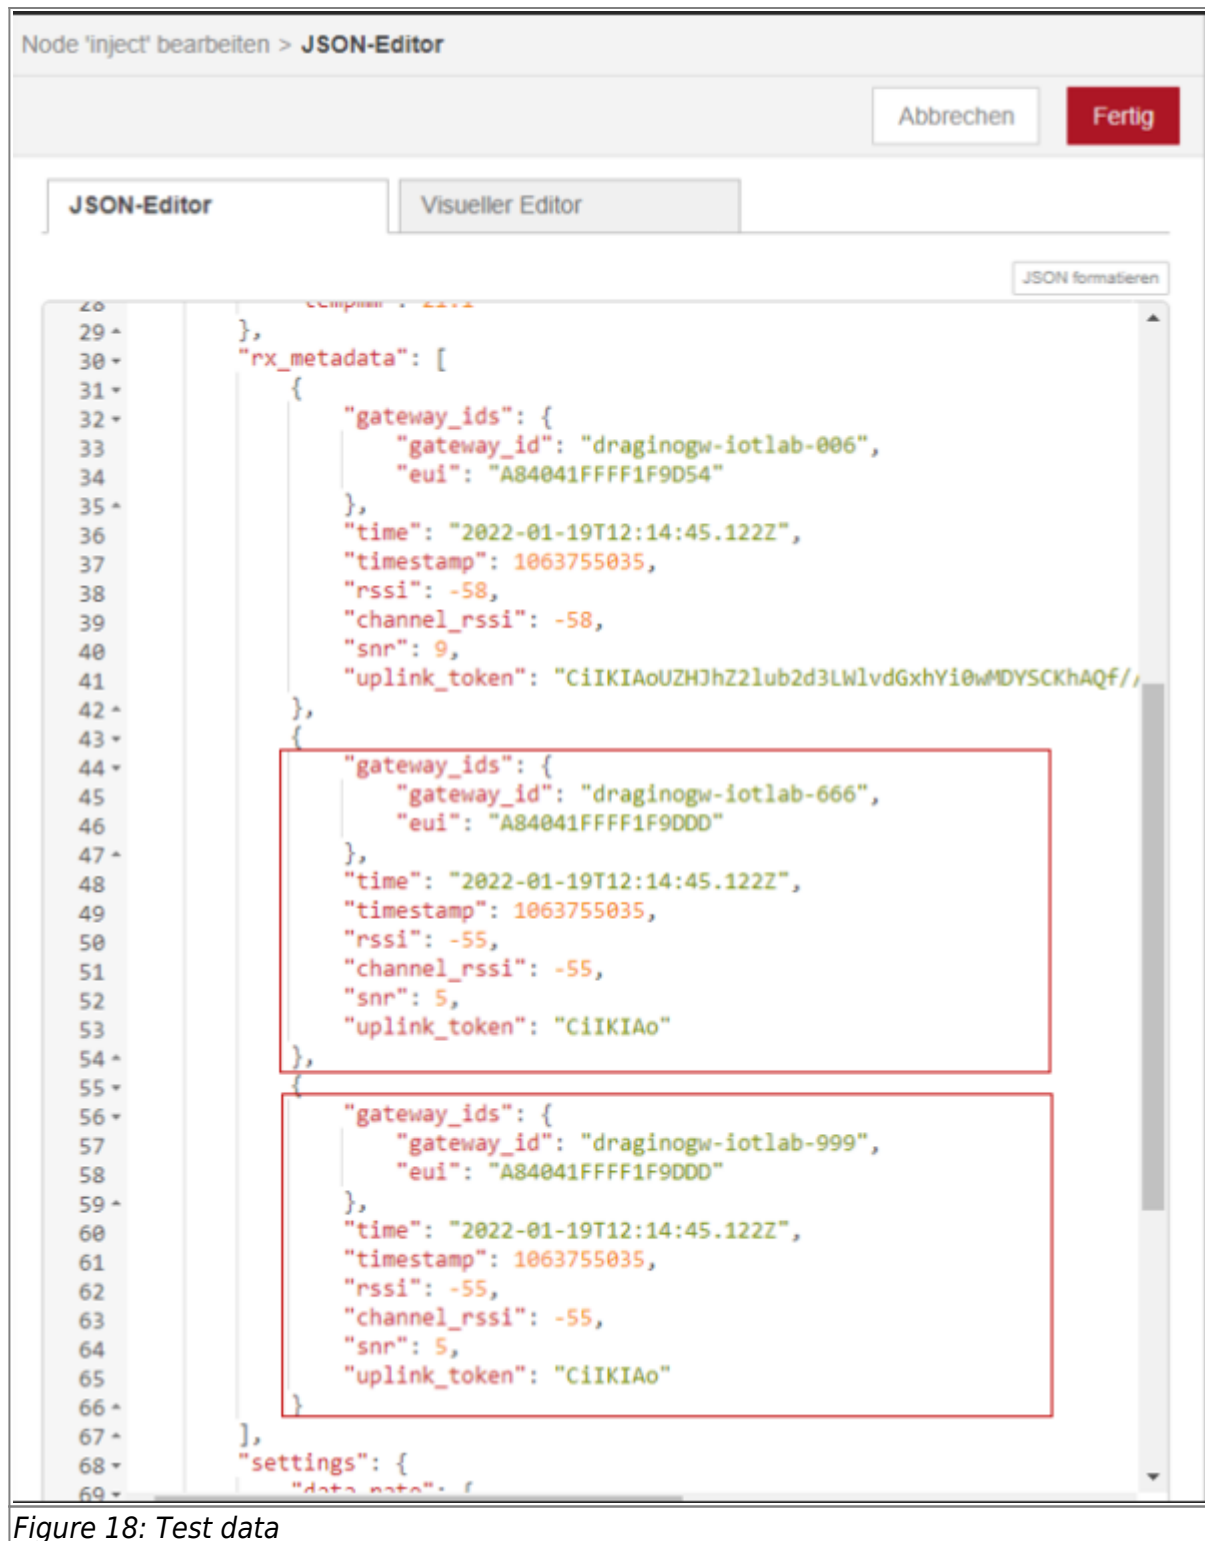 Node 'inject' bearbeiten > JSON-Editor
Abbrechen Fertig
JSON-Editor Visueller Editor
JSON formatieren
28
29 },
30 "rx_metadata": [
31 {
32 "gateway_ids": {
33 "gateway_id": "draginogw-iotlab-006",
34 "eui": "A84041FFFF1F9D54"
35 },
36 "time": "2022-01-19T12:14:45.122Z",
37 "timestamp": 1063755035,
38 "rssi": -58,
39 "channel_rssi": -58,
40 "snr": 9,
41 "uplink_token": "CiIKIAoUZHJhZ2lub2d3LWlvdGxhYi0wMDYSCKhAQf//
42 },
43 {
44 "gateway_ids": {
45 "gateway_id": "draginogw-iotlab-666",
46 "eui": "A84041FFFF1F9DDD"
47 },
48 "time": "2022-01-19T12:14:45.122Z",
49 "timestamp": 1063755035,
50 "rssi": -55,
51 "channel_rssi": -55,
52 "snr": 5,
53 "uplink_token": "CiIKIAo"
54 },
55 {
56 "gateway_ids": {
57 "gateway_id": "draginogw-iotlab-999",
58 "eui": "A84041FFFF1F9DDD"
59 },
60 "time": "2022-01-19T12:14:45.122Z",
61 "timestamp": 1063755035,
62 "rssi": -55,
63 "channel_rssi": -55,
64 "snr": 5,
65 "uplink_token": "CiIKIAo"
66 }
67 ],
68 "settings": {
69 "data_rate": {
Figure 18: Test data